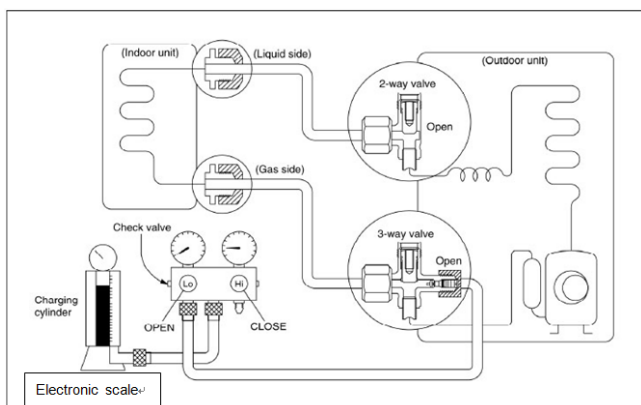 (Indoor unit)
(Liquid side)
2-way valve
(Outdoor unit)
Open
(Gas side)
3-way valve
Check valve
Open
Lo
Hi
Charging
cylinder
OPEN
CLOSE
Electronic scale